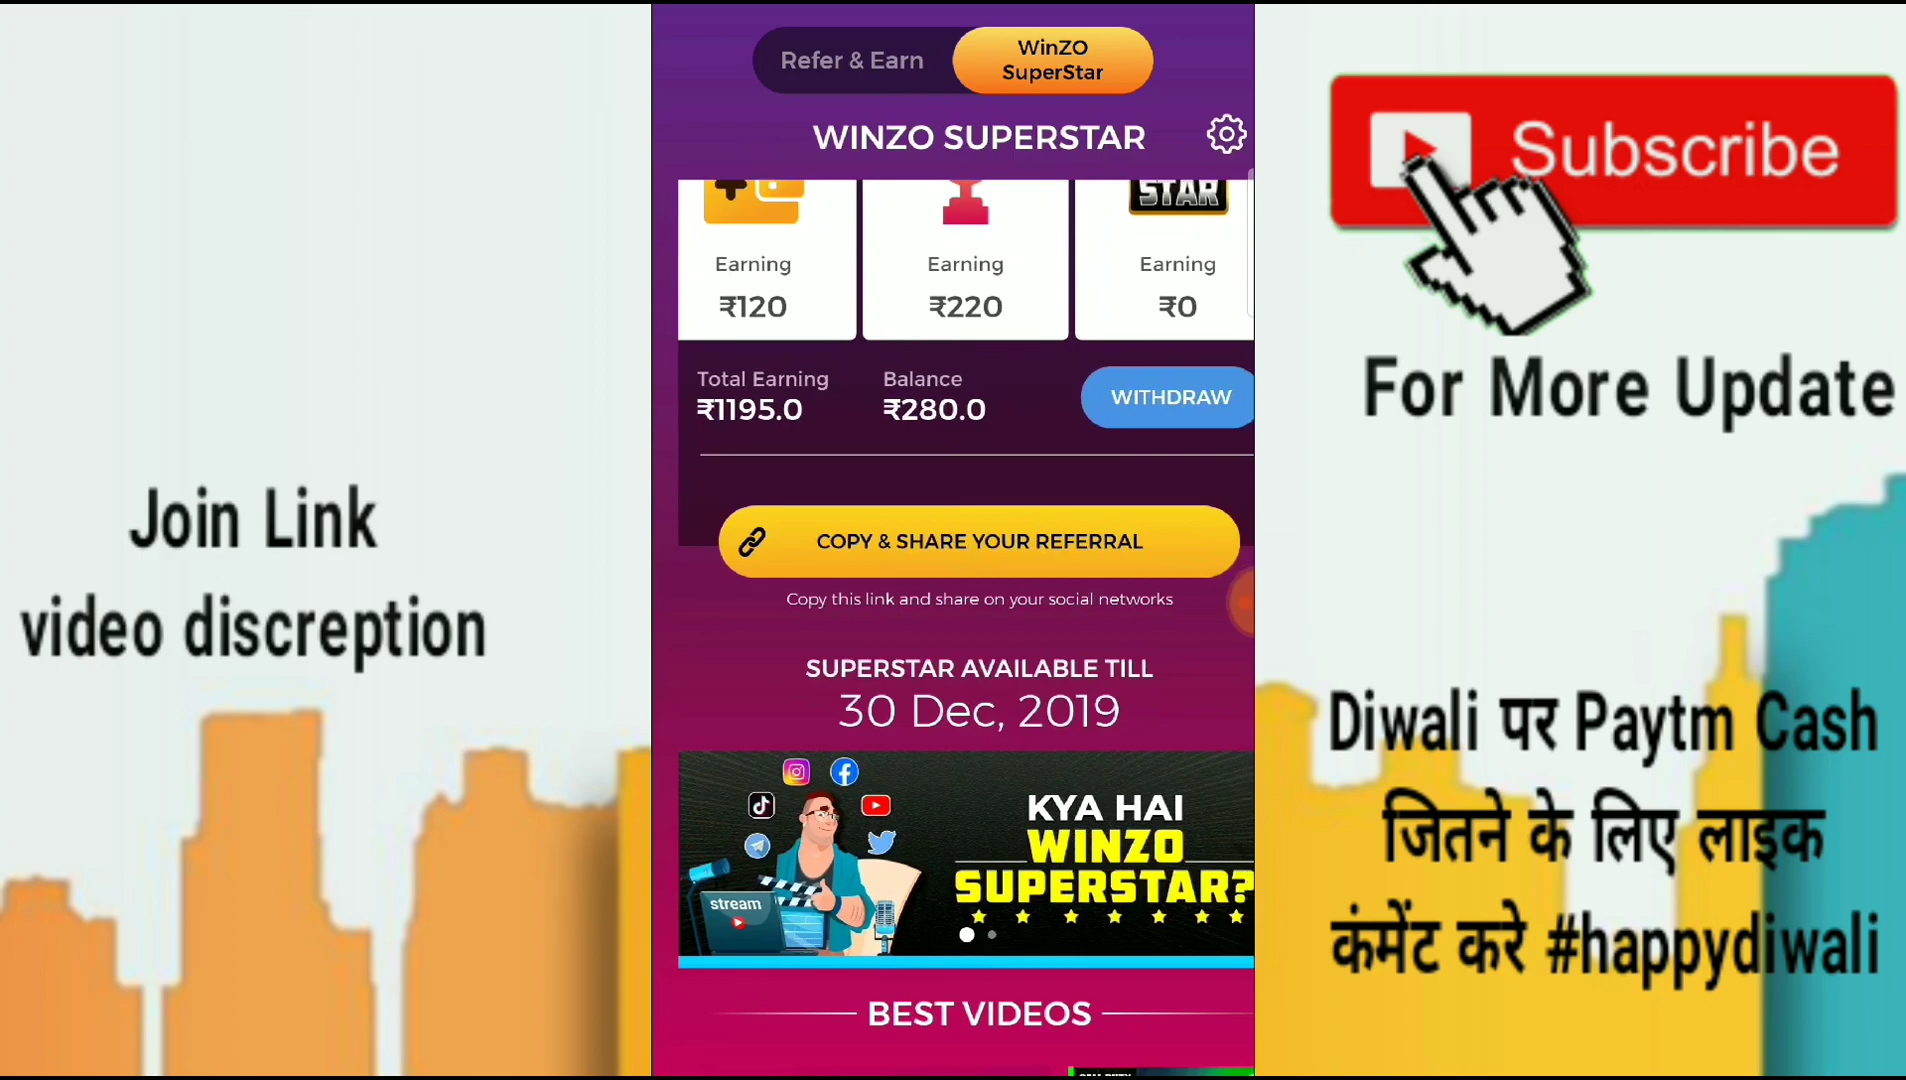 Refer & Earn
WinZO
SuperStar
WINZO SUPERSTAR
STAR
Earning
₹120
Earning
₹220
Earning
₹0
Total Earning
₹1195.0
Balance
₹280.0
WITHDRAW
COPY & SHARE YOUR REFERRAL
Copy this link and share on your social networks
SUPERSTAR AVAILABLE TILL
30 Dec, 2019
KYA HAI
WINZO
SUPERSTAR?
stream
BEST VIDEOS
Join Link
video discreption
Subscribe
For More Update
Diwali पर Paytm Cash
जितने के लिए लाइक
कंमेंट करे #happydiwali